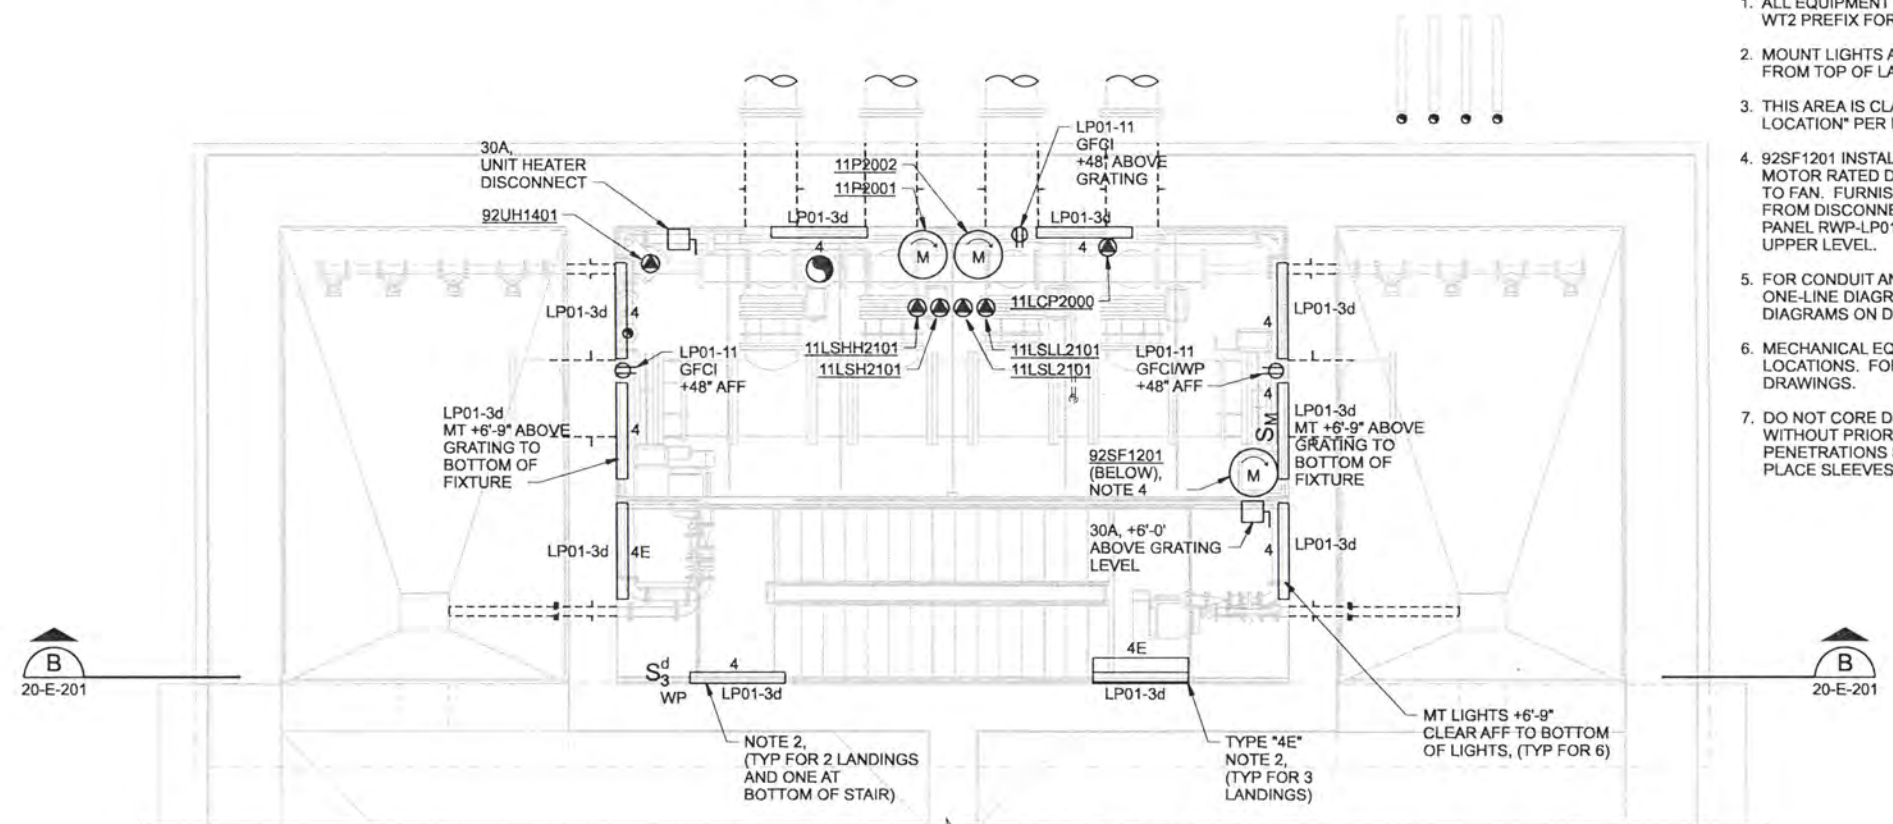 30A,
UNIT HEATER
DISCONNECT
92UH1401
11P2002
11P2001
LP01-3d
4
LP01-11
GFCI
+48" ABOVE
GRATING
LP01-3d
4
M
M
11LCP2000
LP01-3d
4
LP01-3d
4
11LSHH2101
11LSH2101
11LSLL2101
11LSL2101
LP01-11
GFCI
+48" AFF
LP01-11
GFCI/WP
+48" AFF
LP01-3d
MT +6'-9" ABOVE
GRATING TO
BOTTOM OF
FIXTURE
4
4
SM
LP01-3d
MT +6'-9" ABOVE
GRATING TO
BOTTOM OF
FIXTURE
92SF1201
(BELOW),
NOTE 4
M
30A, +6'-0'
ABOVE GRATING
LEVEL
LP01-3d
4E
4
LP01-3d
B
20-E-201
B
20-E-201
Sd3
WP
4
LP01-3d
4E
LP01-3d
NOTE 2,
(TYP FOR 2 LANDINGS
AND ONE AT
BOTTOM OF STAIR)
TYPE "4E"
NOTE 2,
(TYP FOR 3
LANDINGS)
MT LIGHTS +6'-9"
CLEAR AFF TO BOTTOM
OF LIGHTS, (TYP FOR 6)
1. ALL EQUIPMENT
WT2 PREFIX FOR
2. MOUNT LIGHTS A
FROM TOP OF LA
3. THIS AREA IS CLA
LOCATION" PER
4. 92SF1201 INSTAL
MOTOR RATED D
TO FAN. FURNIS
FROM DISCONNE
PANEL RWP-LP01
UPPER LEVEL.
5. FOR CONDUIT AN
ONE-LINE DIAGR
DIAGRAMS ON D
6. MECHANICAL EQ
LOCATIONS. FO
DRAWINGS.
7. DO NOT CORE D
WITHOUT PRIOR
PENETRATIONS
PLACE SLEEVES